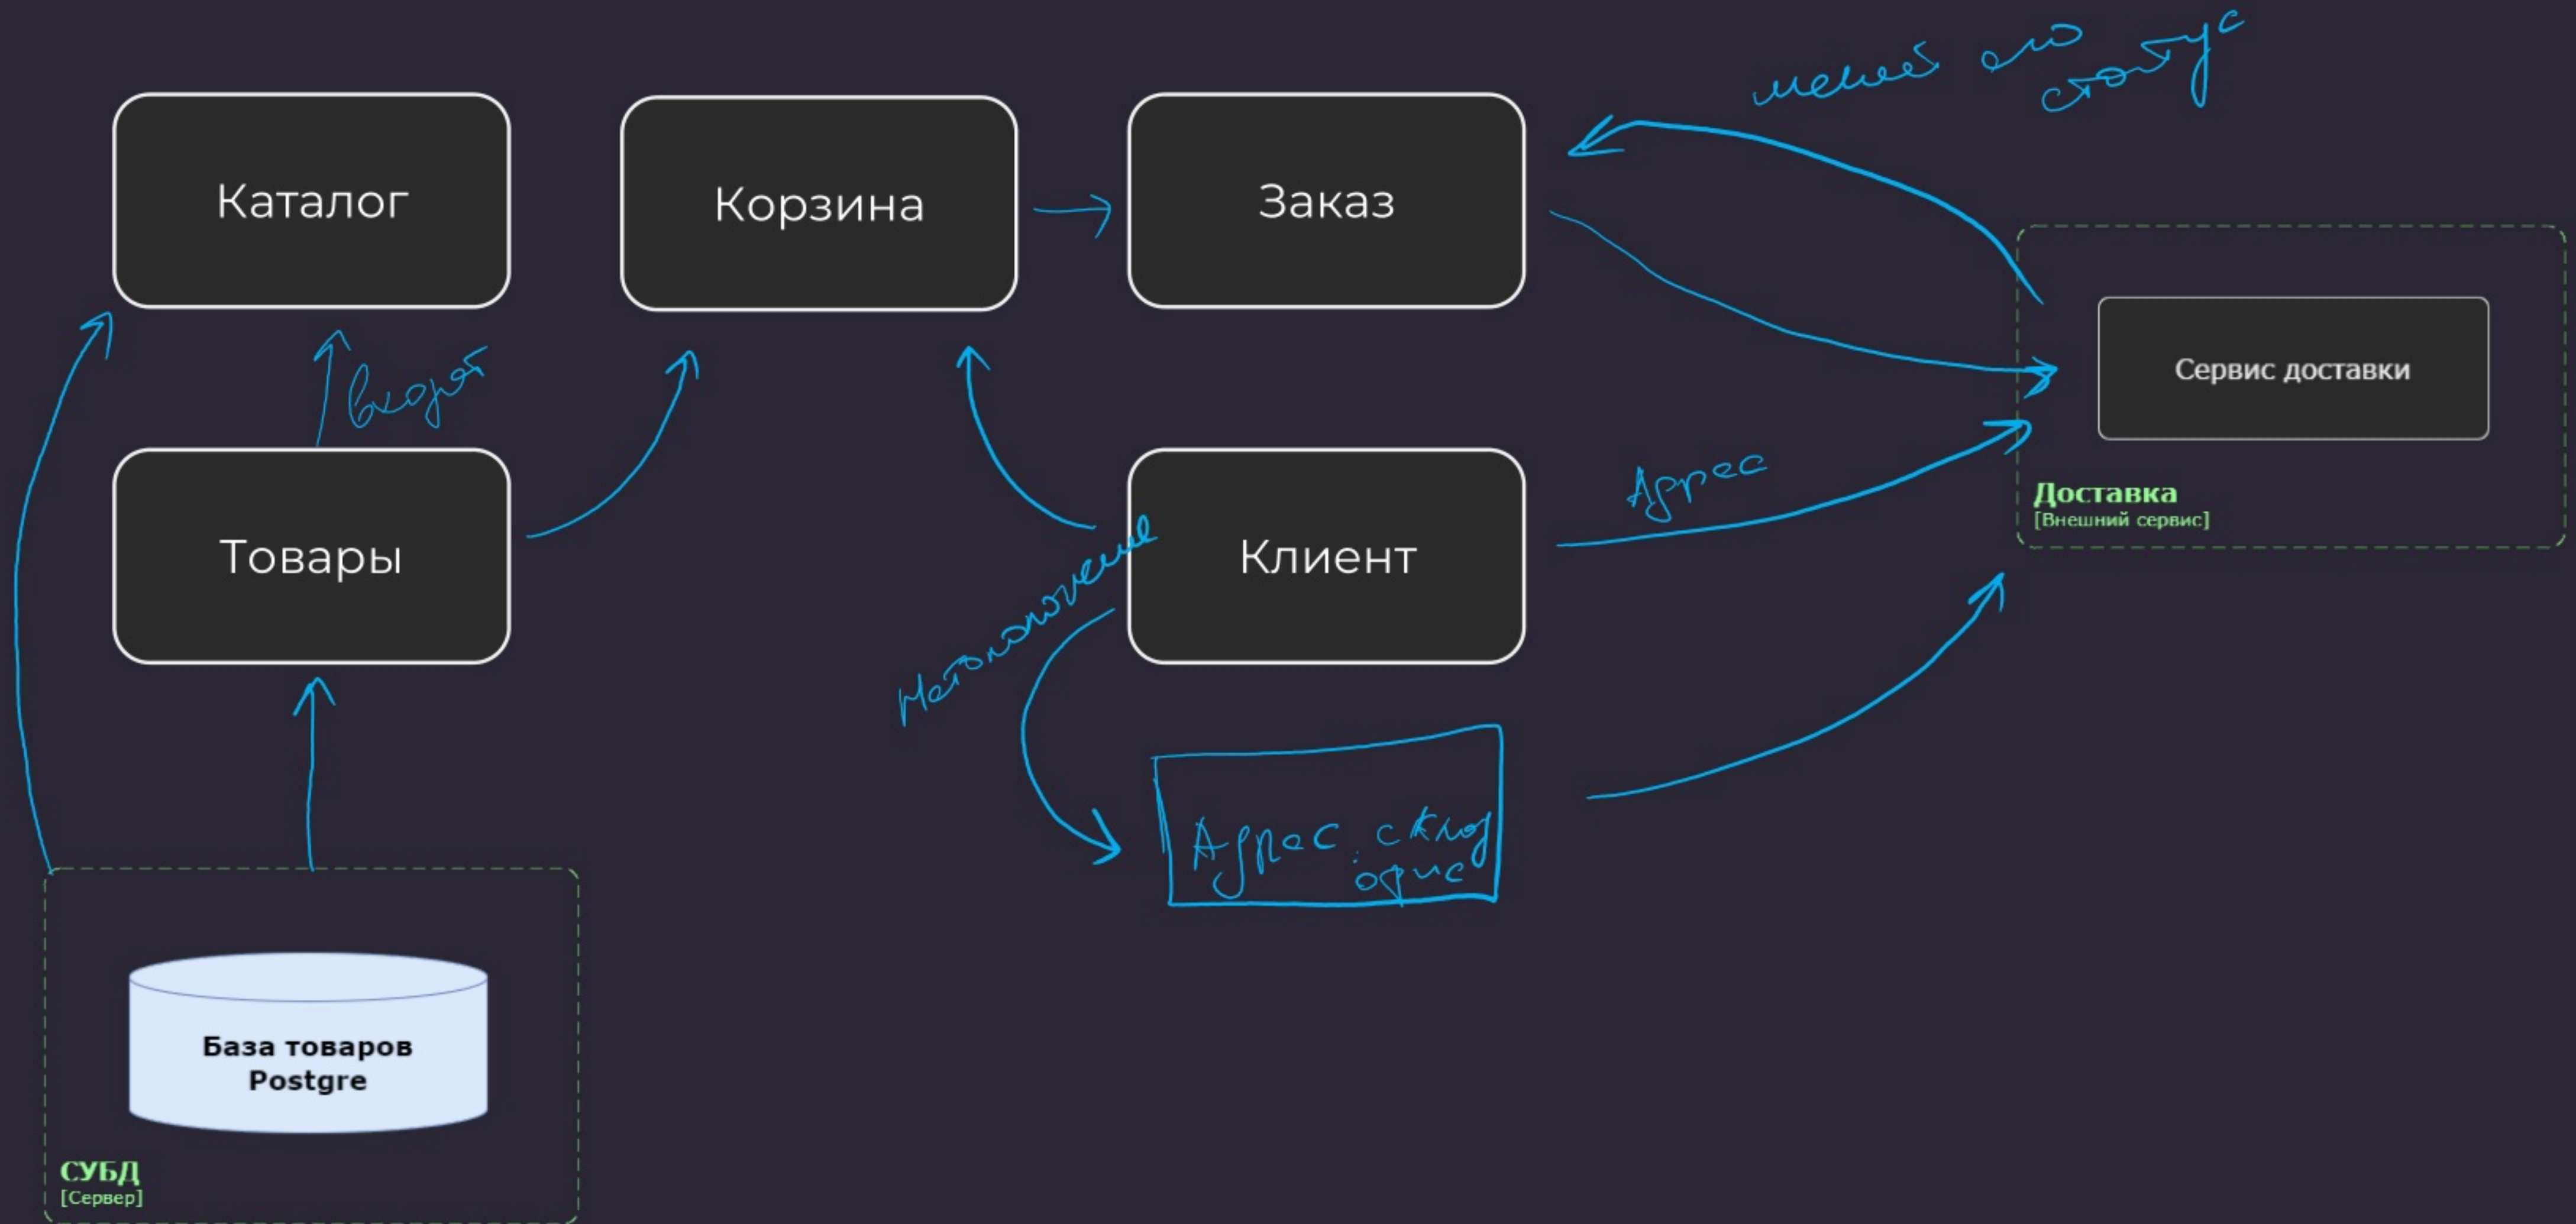 меняет его
статус
Каталог
Корзина
Заказ
Сервис доставки
Доставка
[Внешний сервис]
входят
Товары
Клиент
Адрес
Адрес: склад
офис
База товаров
Postgre
СУБД
[Сервер]